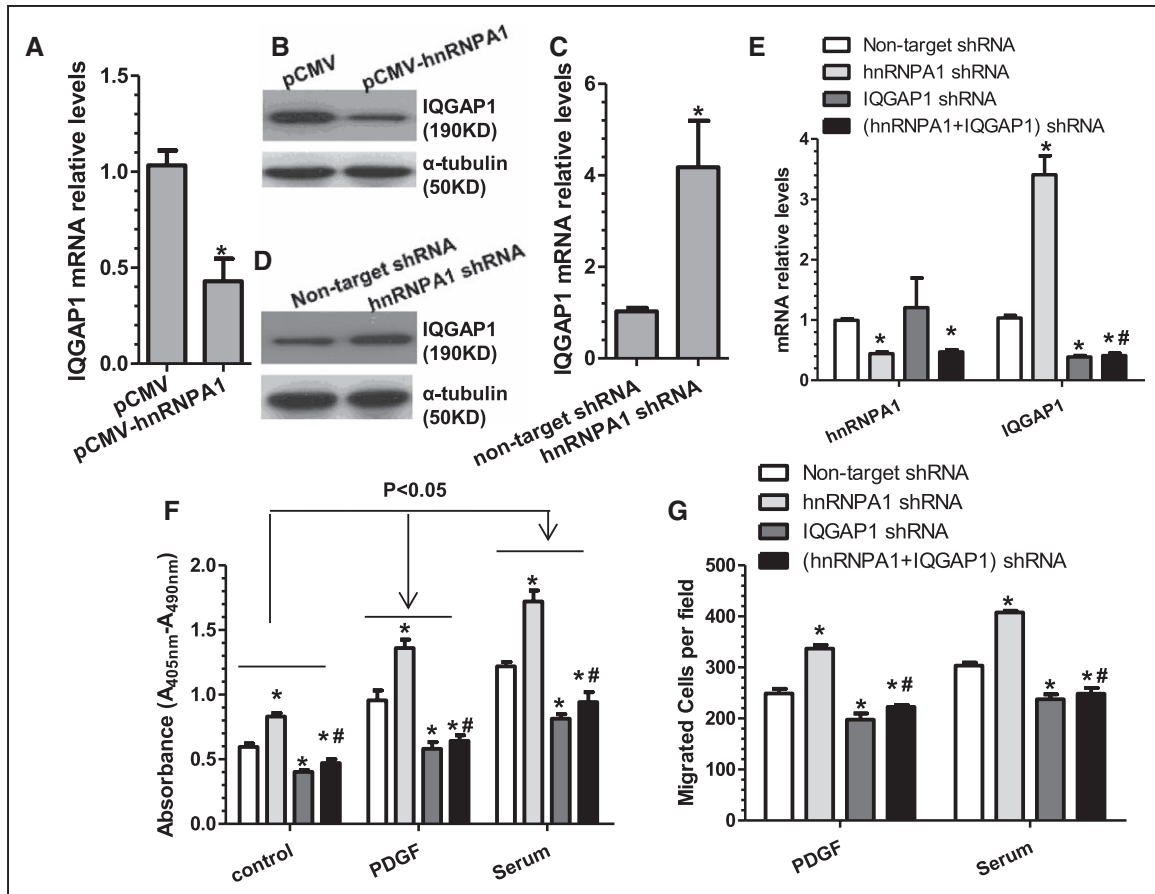 A
IQGAP1 mRNA relative levels
1.5
1.0
0.5
0.0
pCMV
pCMV-hnRNPA1
*
B
pCMV
pCMV-hnRNPA1
IQGAP1
(190KD)
α-tubulin
(50KD)
C
IQGAP1 mRNA relative levels
6
4
2
0
*
non-target shRNA
hnRNPA1 shRNA
D
Non-target shRNA
hnRNPA1 shRNA
IQGAP1
(190KD)
α-tubulin
(50KD)
E
Non-target shRNA
hnRNPA1 shRNA
IQGAP1 shRNA
(hnRNPA1+IQGAP1) shRNA
mRNA relative levels
4
3
2
1
0
* * * * *#
hnRNPA1
IQGAP1
F
P<0.05
Absorbance (A405nm-A490nm)
2.0
1.5
1.0
0.5
0.0
* * *# * * *# * * *#
control
PDGF
Serum
G
Non-target shRNA
hnRNPA1 shRNA
IQGAP1 shRNA
(hnRNPA1+IQGAP1) shRNA
Migrated Cells per field
500
400
300
200
100
0
* * *# * * *#
PDGF
Serum